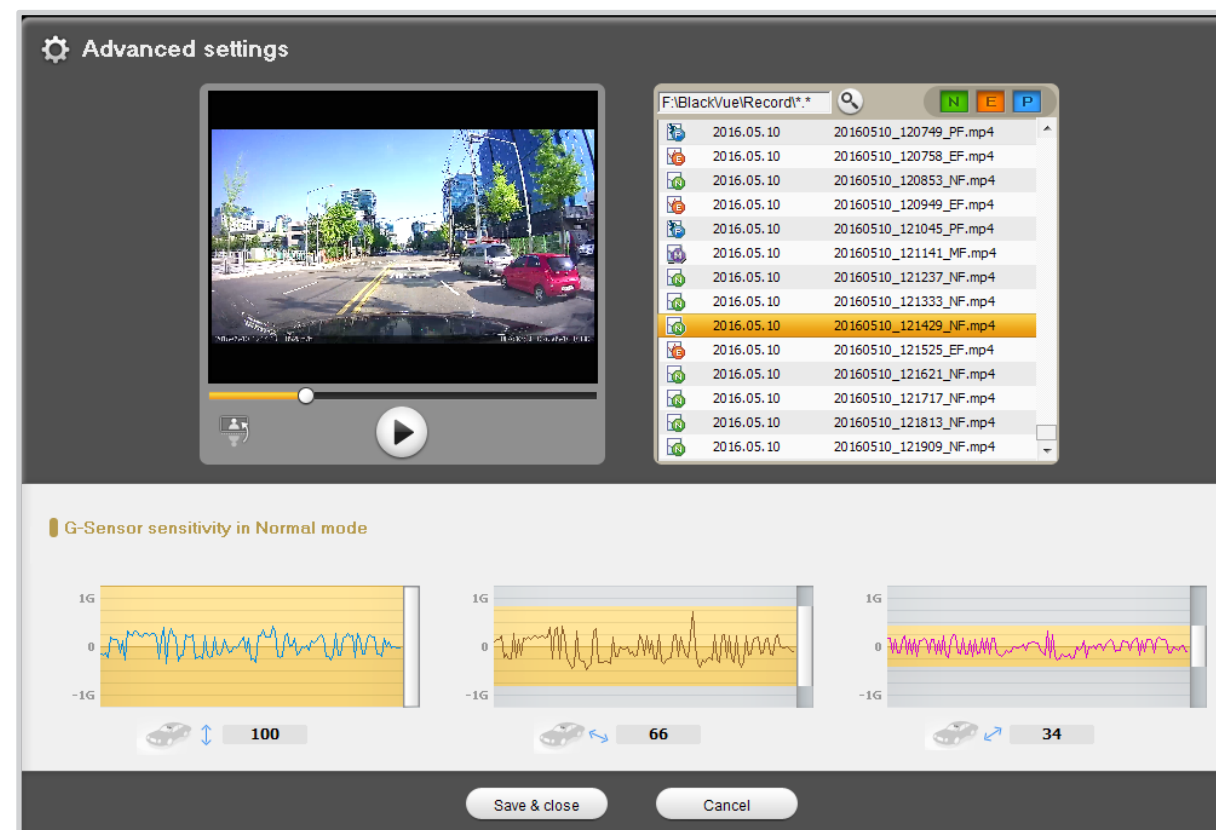 Advanced settings
F:\BlackVue\Record\*.*
N E P
2016.05.10 20160510_120749_PF.mp4
2016.05.10 20160510_120758_EF.mp4
2016.05.10 20160510_120853_NF.mp4
2016.05.10 20160510_120949_EF.mp4
2016.05.10 20160510_121045_PF.mp4
2016.05.10 20160510_121141_MF.mp4
2016.05.10 20160510_121237_NF.mp4
2016.05.10 20160510_121333_NF.mp4
2016.05.10 20160510_121429_NF.mp4
2016.05.10 20160510_121525_EF.mp4
2016.05.10 20160510_121621_NF.mp4
2016.05.10 20160510_121717_NF.mp4
2016.05.10 20160510_121813_NF.mp4
2016.05.10 20160510_121909_NF.mp4
G-Sensor sensitivity in Normal mode
1G
0
-1G
100
1G
0
-1G
66
1G
0
-1G
34
Save & close
Cancel